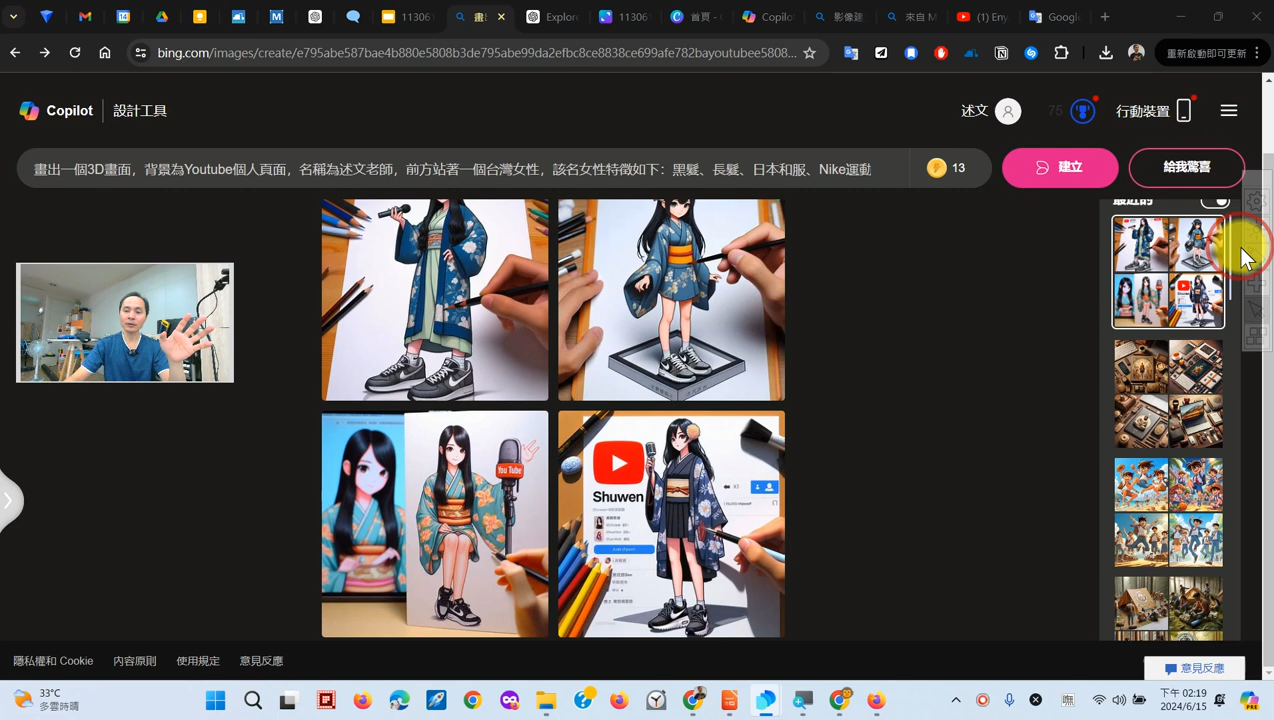 11306
畫出
Explore
11306
首頁 - C
Copilot
影像建
來自 M
(1) Eny
Google
bing.com/images/create/e795abe587bae4b880e5808b3de795abe99da2efbc8ce8838ce699afe782bayoutubee5808...
重新啟動即可更新
Copilot
設計工具
述文
75
行動裝置
畫出一個3D畫面，背景為Youtube個人頁面，名稱為述文老師，前方站著一個台灣女性，該名女性特徵如下：黑髮、長髮、日本和服、Nike運動
13
建立
給我驚喜
最近的
You Tube
Shuwen
隱私權和 Cookie
內容原則
使用規定
意見反應
意見反應
33°C
多雲時晴
下午 02:19
2024/6/15
PRE